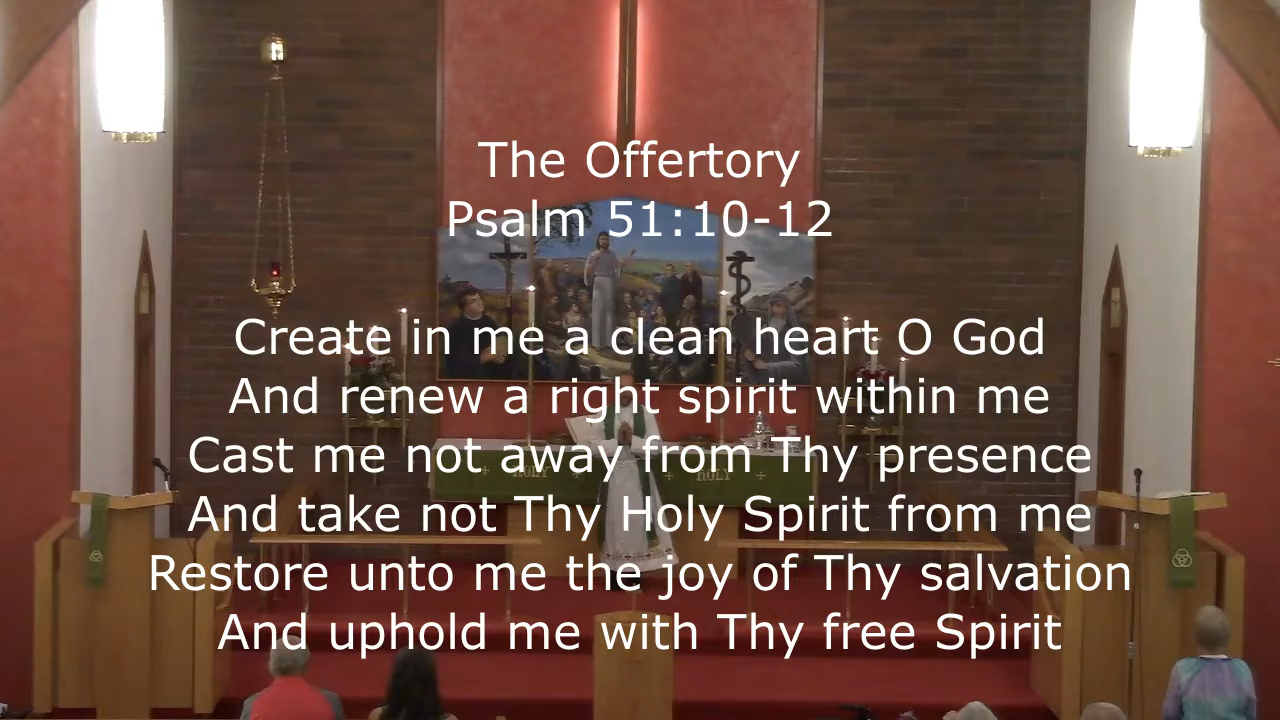 The Offertory
Psalm 51:10-12
Create in me a clean heart O God
And renew a right spirit within me
Cast me not away from Thy presence
And take not Thy Holy Spirit from me
Restore unto me the joy of Thy salvation
And uphold me with Thy free Spirit
HOLY HOLY